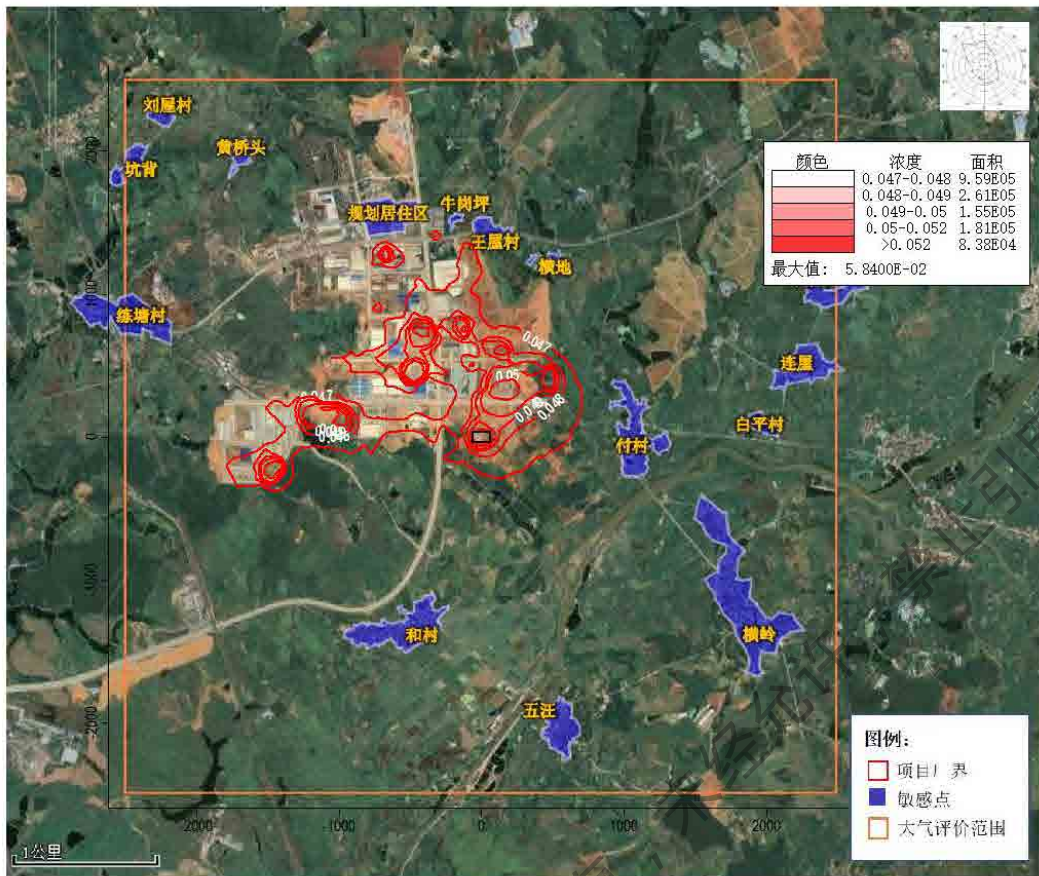 刘屋村
坑背
黄桥头
规划居住区
牛岗坪
王屋村
横地
练塘村
连屋
白平村
付村
和村
横岭
五汪
颜色 浓度 面积
0.047-0.048 9.59E05
0.048-0.049 2.61E05
0.049-0.05 1.55E05
0.05-0.052 1.81E05
>0.052 8.38E04
最大值: 5.8400E-02
0.047
0.05
0.048
0.047
2000
1000
0
-1000
-2000
-2000 -1000 0 1000 2000
1公里
图例:
项目厂界
敏感点
大气评价范围